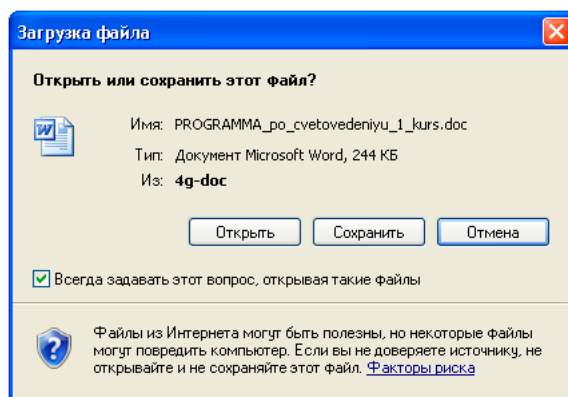 Загрузка файла
Открыть или сохранить этот файл?
Имя: PROGRAMMA_po_cvetovedeniyu_1_kurs.doc
Тип: Документ Microsoft Word, 244 КБ
Из: 4g-doc
Открыть Сохранить Отмена
Всегда задавать этот вопрос, открывая такие файлы
Файлы из Интернета могут быть полезны, но некоторые файлы
могут повредить компьютер. Если вы не доверяете источнику, не
открывайте и не сохраняйте этот файл. Факторы риска